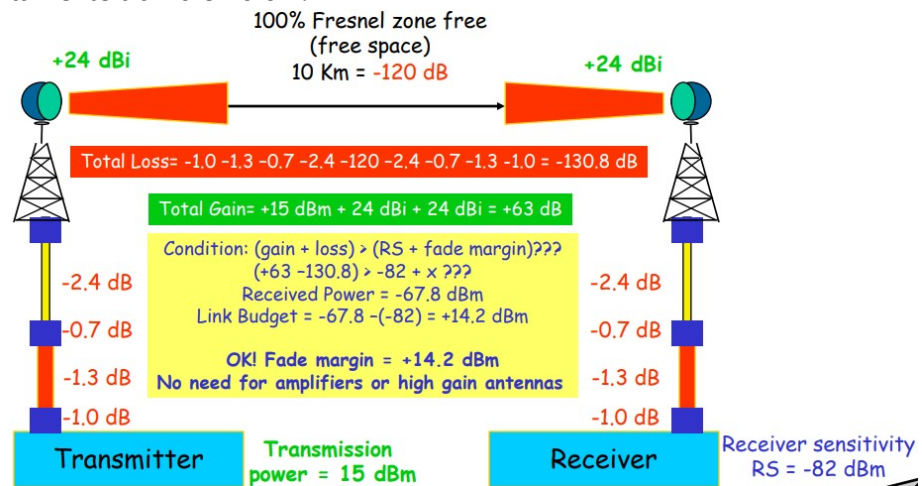 100% Fresnel zone free
(free space)
10 Km = -120 dB
+24 dBi
+24 dBi
Total Loss= -1.0 -1.3 -0.7 -2.4 -120 -2.4 -0.7 -1.3 -1.0 = -130.8 dB
Total Gain= +15 dBm + 24 dBi + 24 dBi = +63 dB
Condition: (gain + loss) > (RS + fade margin)???
(+63 -130.8) > -82 + x ???
Received Power = -67.8 dBm
Link Budget = -67.8 -(-82) = +14.2 dBm
OK! Fade margin = +14.2 dBm
No need for amplifiers or high gain antennas
-2.4 dB
-0.7 dB
-1.3 dB
-1.0 dB
-2.4 dB
-0.7 dB
-1.3 dB
-1.0 dB
Transmitter
Transmission
power = 15 dBm
Receiver
Receiver sensitivity
RS = -82 dBm